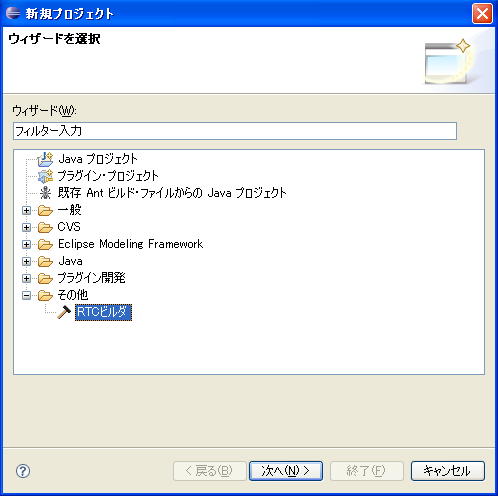 新規プロジェクト
ウィザードを選択
ウィザード(W):
フィルター入力
Java プロジェクト
プラグイン・プロジェクト
既存 Ant ビルド・ファイルからの Java プロジェクト
一般
CVS
Eclipse Modeling Framework
Java
プラグイン開発
その他
RTCビルダ
?
< 戻る(B)
次へ(N) >
終了(F)
キャンセル